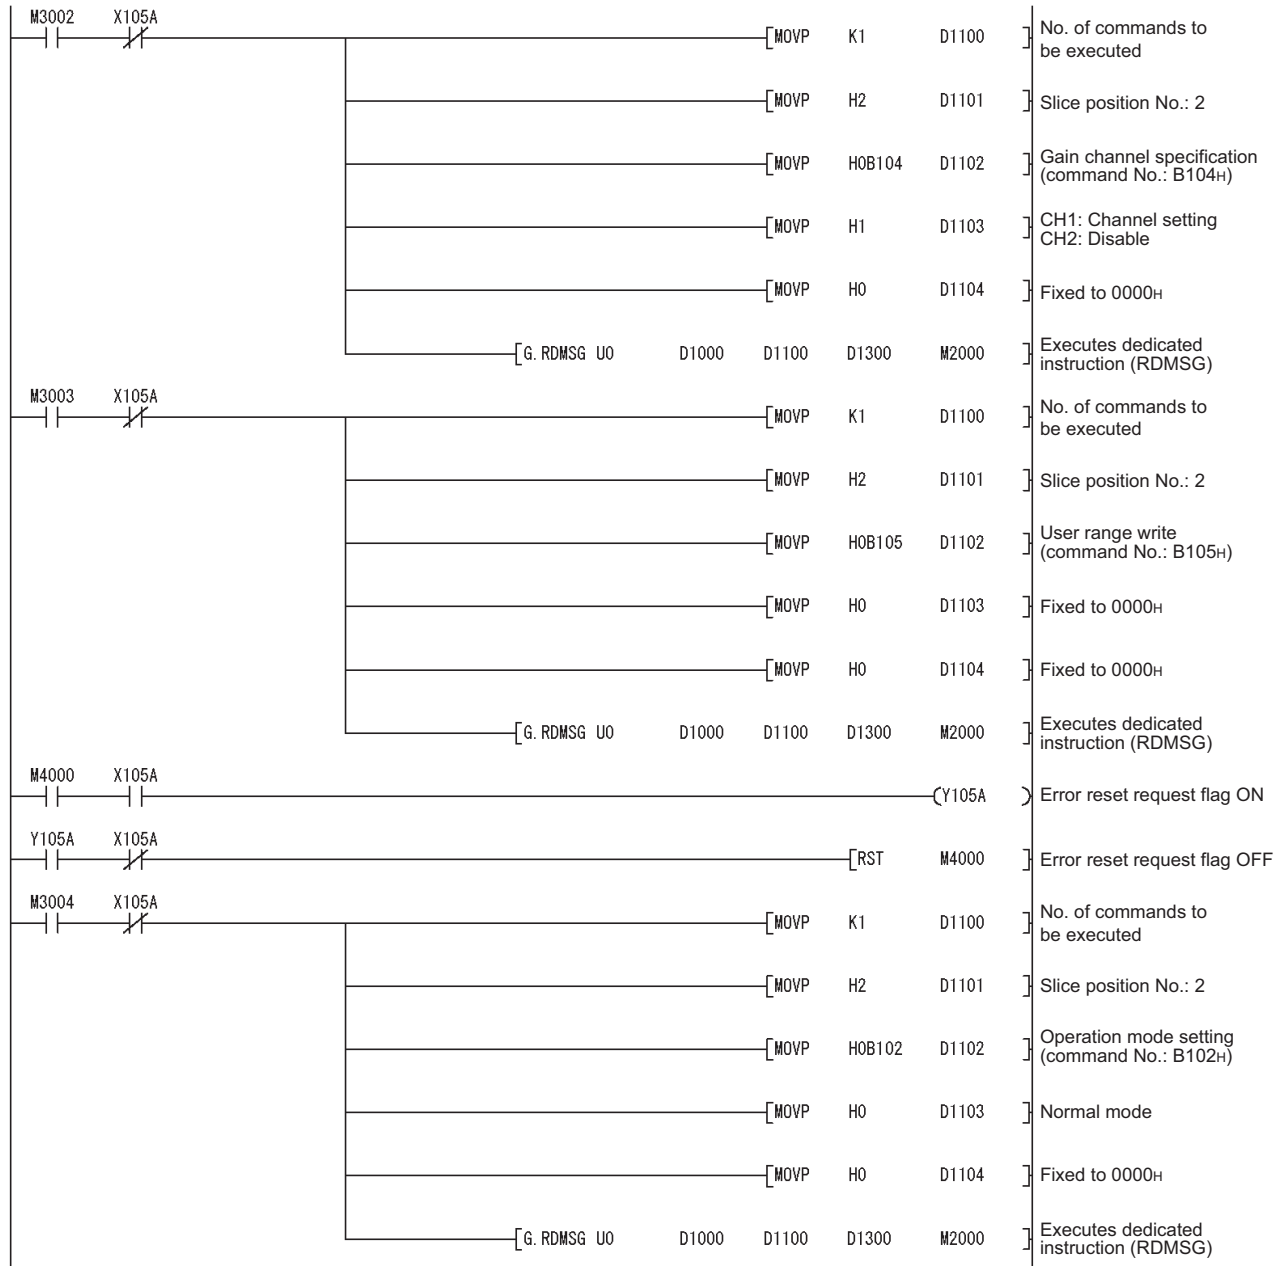 M3002 X105A
MOVP K1 D1100 No. of commands to
be executed
MOVP H2 D1101 Slice position No.: 2
MOVP H0B104 D1102 Gain channel specification
(command No.: B104H)
MOVP H1 D1103 CH1: Channel setting
CH2: Disable
MOVP H0 D1104 Fixed to 0000H
G.RDMSG U0 D1000 D1100 D1300 M2000 Executes dedicated
instruction (RDMSG)
M3003 X105A
MOVP K1 D1100 No. of commands to
be executed
MOVP H2 D1101 Slice position No.: 2
MOVP H0B105 D1102 User range write
(command No.: B105H)
MOVP H0 D1103 Fixed to 0000H
MOVP H0 D1104 Fixed to 0000H
G.RDMSG U0 D1000 D1100 D1300 M2000 Executes dedicated
instruction (RDMSG)
M4000 X105A
Y105A Error reset request flag ON
Y105A X105A
RST M4000 Error reset request flag OFF
M3004 X105A
MOVP K1 D1100 No. of commands to
be executed
MOVP H2 D1101 Slice position No.: 2
MOVP H0B102 D1102 Operation mode setting
(command No.: B102H)
MOVP H0 D1103 Normal mode
MOVP H0 D1104 Fixed to 0000H
G.RDMSG U0 D1000 D1100 D1300 M2000 Executes dedicated
instruction (RDMSG)